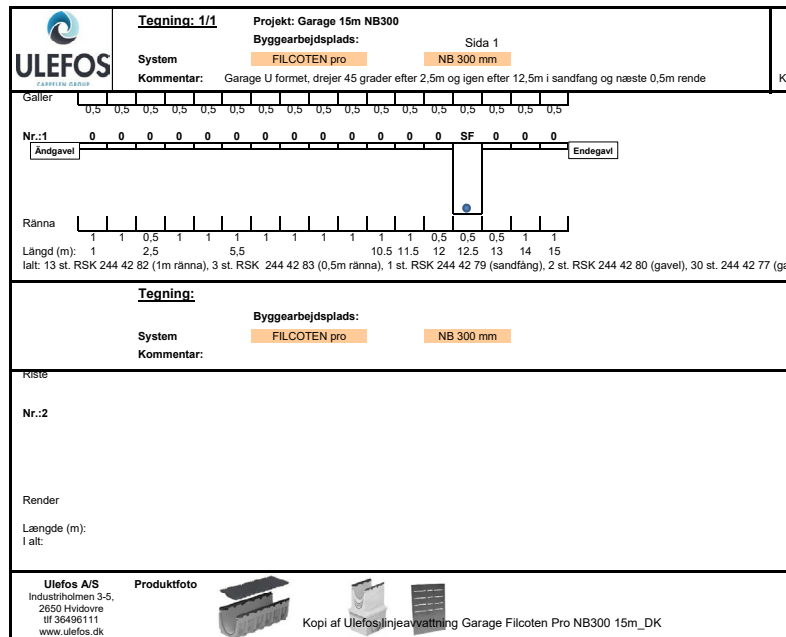 ULEFOS
CAPPELEN GRUPP
Tegning: 1/1
Projekt: Garage 15m NB300
Byggearbejdsplads:
Sida 1
System FILCOTEN pro NB 300 mm
Kommentar: Garage U formet, drejer 45 grader efter 2,5m og igen efter 12,5m i sandfang og næste 0,5m rende
K
Galler
0,5 0,5 0,5 0,5 0,5 0,5 0,5 0,5 0,5 0,5 0,5 0,5 0,5 0,5 0,5 0,5 0,5
Nr.:1 0 0 0 0 0 0 0 0 0 0 0 0 0 SF 0 0 0
Ändgavel Endegavl
Ränna
1 1 0,5 1 1 1 1 1 1 1 1 1 0,5 0,5 0,5 1 1
Längd (m): 1 2,5 5,5 10.5 11.5 12 12.5 13 14 15
Ialt: 13 st. RSK 244 42 82 (1m ränna), 3 st. RSK 244 42 83 (0,5m ränna), 1 st. RSK 244 42 79 (sandfång), 2 st. RSK 244 42 80 (gavel), 30 st. 244 42 77 (ga
Tegning:
Byggearbejdsplads:
System FILCOTEN pro NB 300 mm
Kommentar:
Riste
Nr.:2
Render
Længde (m):
I alt:
Ulefos A/S
Industriholmen 3-5,
2650 Hvidovre
tlf 36496111
www.ulefos.dk
Produktfoto
Kopi af Ulefos linjeavvattning Garage Filcoten Pro NB300 15m_DK